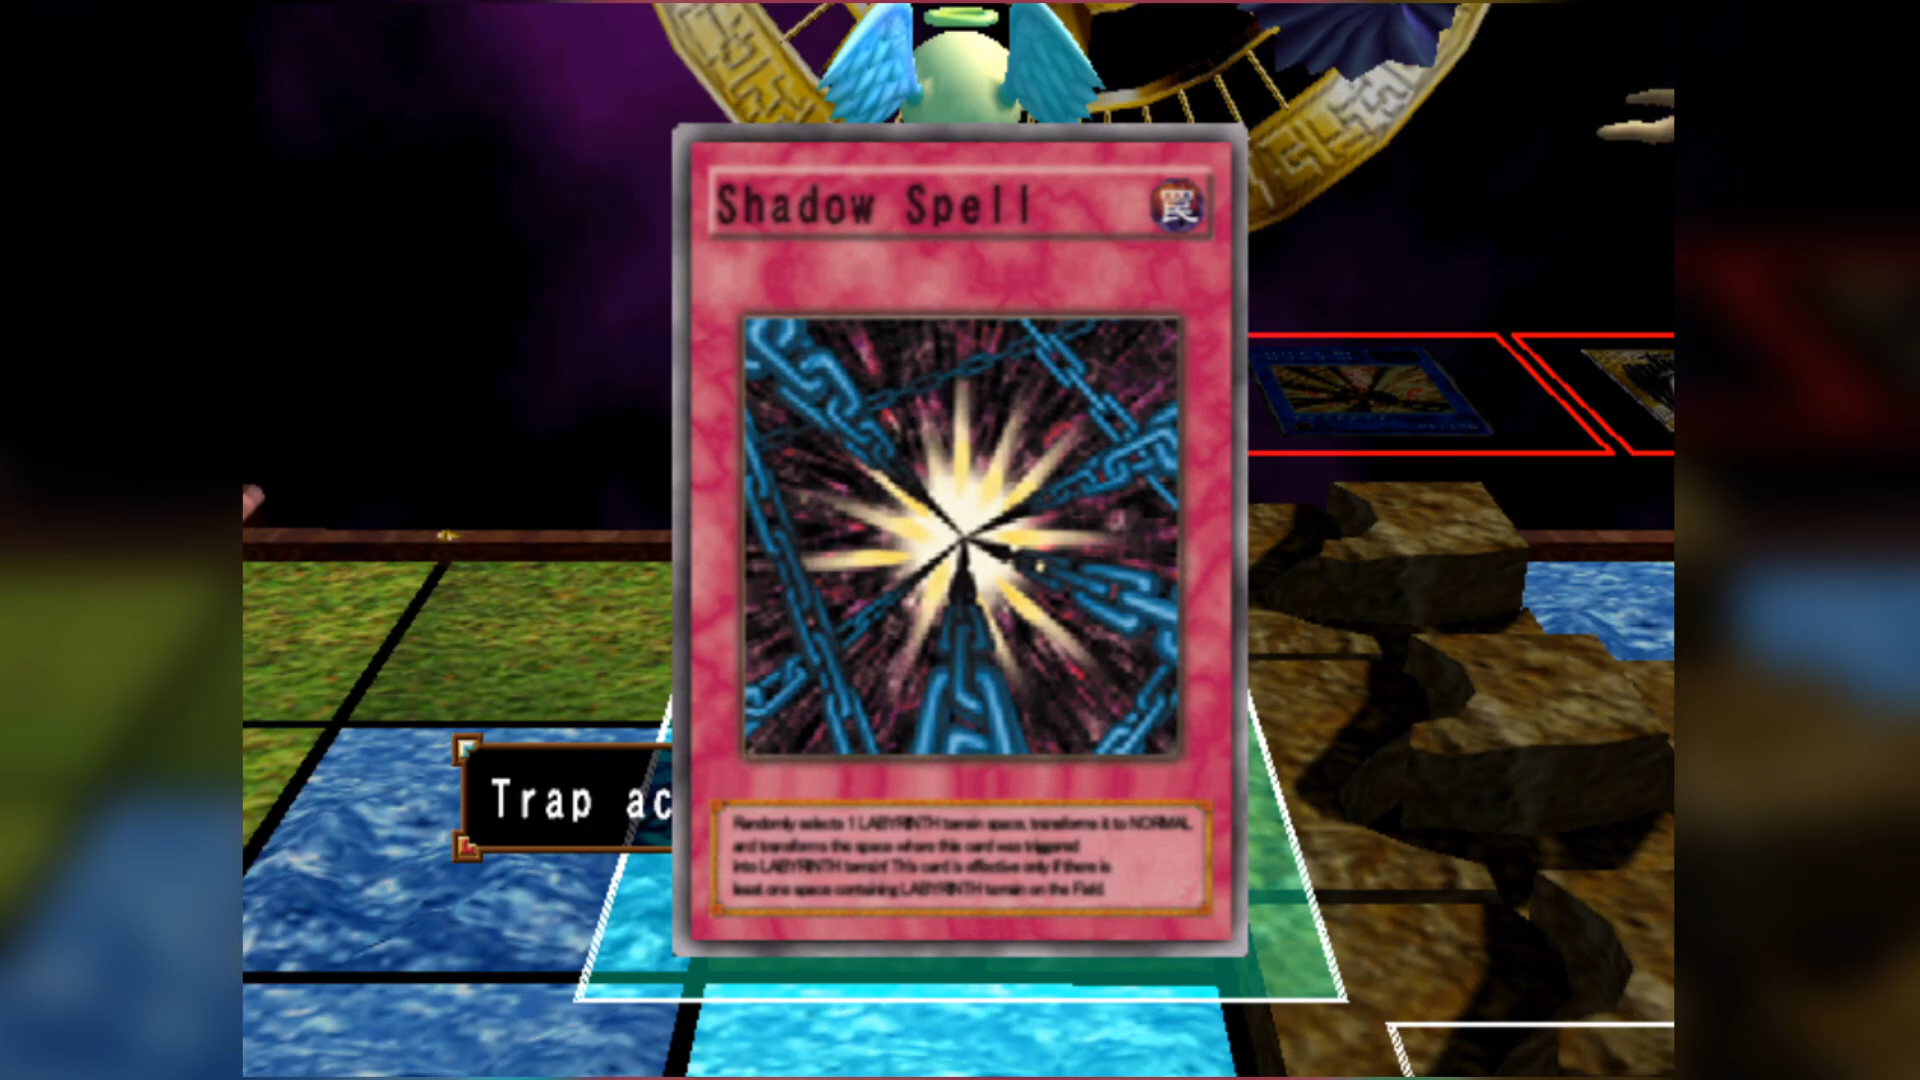 Shadow Spell
罠
Randomly selects 1 LABYRINTH terrain space, transforms it to NORMAL
and transforms the space where this card was triggered
into LABYRINTH terrain! This card is effective only if there is
least one space containing LABYRINTH terrain on the Field.
Trap ac